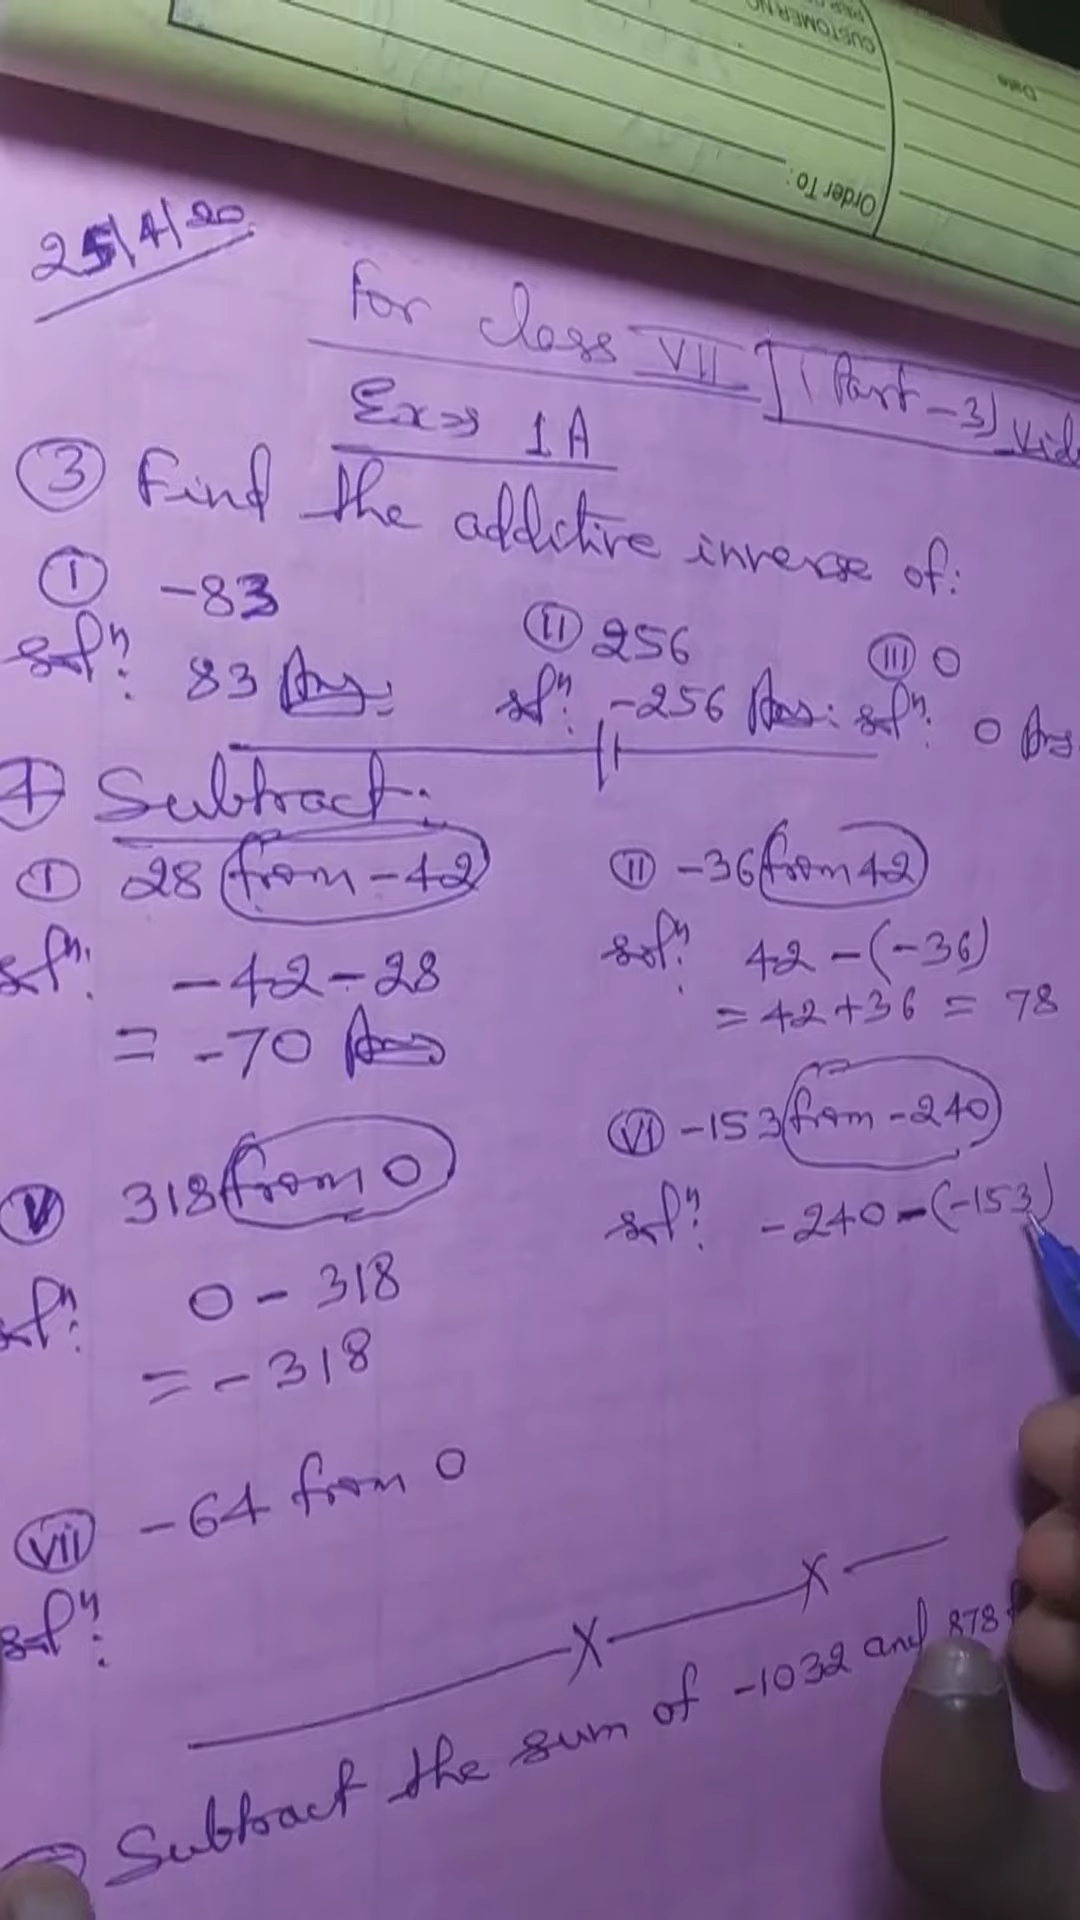 CUSTOMER NO
Date
Order To:
25/4/20
For class VII (Part-3)
Ex⇒ 1A
③ Find the additive inverse of:
Ⓘ -83
Ⓘⓘ 256
Ⓘⓘⓘ 0
solⁿ: 83 Ans:
solⁿ: -256 Ans:
solⁿ: 0 Ans
④ Subtract:
Ⓘ 28 from -42
Ⓘⓘ -36 from 42
solⁿ: -42-28
= -70 Ans
solⁿ: 42-(-36)
= 42+36 = 78
Ⓥ 318 from 0
ⓋⒾ -153 from -240
solⁿ: 0 - 318
= -318
solⁿ: -240-(-153)
ⓋⒾⒾ -64 from 0
solⁿ:
Subtract the sum of -1032 and 878